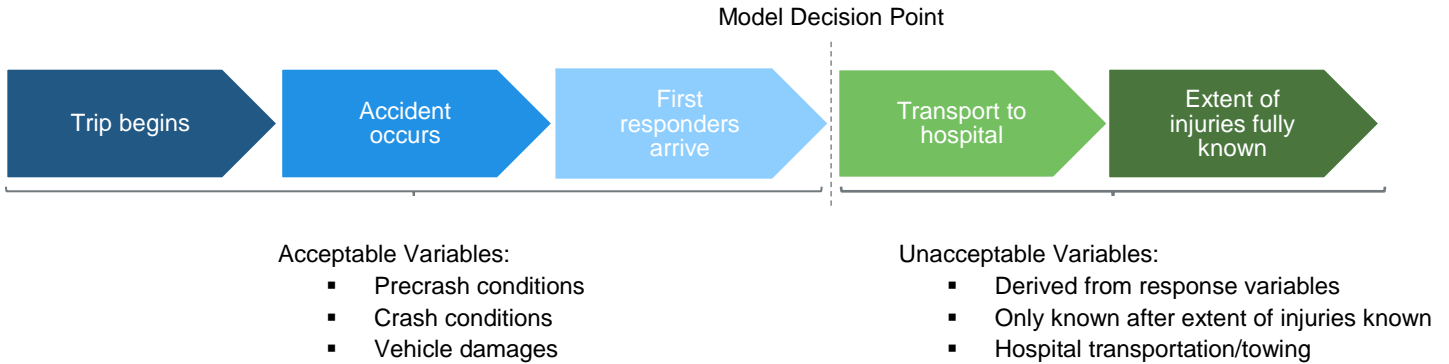 Model Decision Point
Trip begins
Accident
occurs
First
responders
arrive
Transport to
hospital
Extent of
injuries fully
known
Acceptable Variables:
▪ Precrash conditions
▪ Crash conditions
▪ Vehicle damages
Unacceptable Variables:
▪ Derived from response variables
▪ Only known after extent of injuries known
▪ Hospital transportation/towing